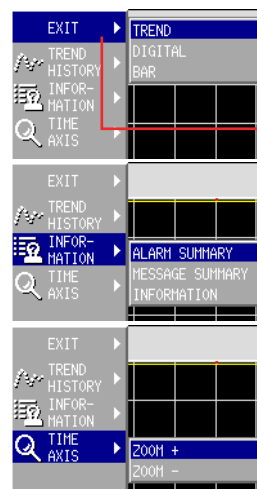 EXIT
TREND
DIGITAL
BAR
TREND
HISTORY
INFOR-
MATION
TIME
AXIS
EXIT
TREND
HISTORY
INFOR-
MATION
ALARM SUMMARY
MESSAGE SUMMARY
INFORMATION
TIME
AXIS
EXIT
TREND
HISTORY
INFOR-
MATION
TIME
AXIS
ZOOM +
ZOOM -